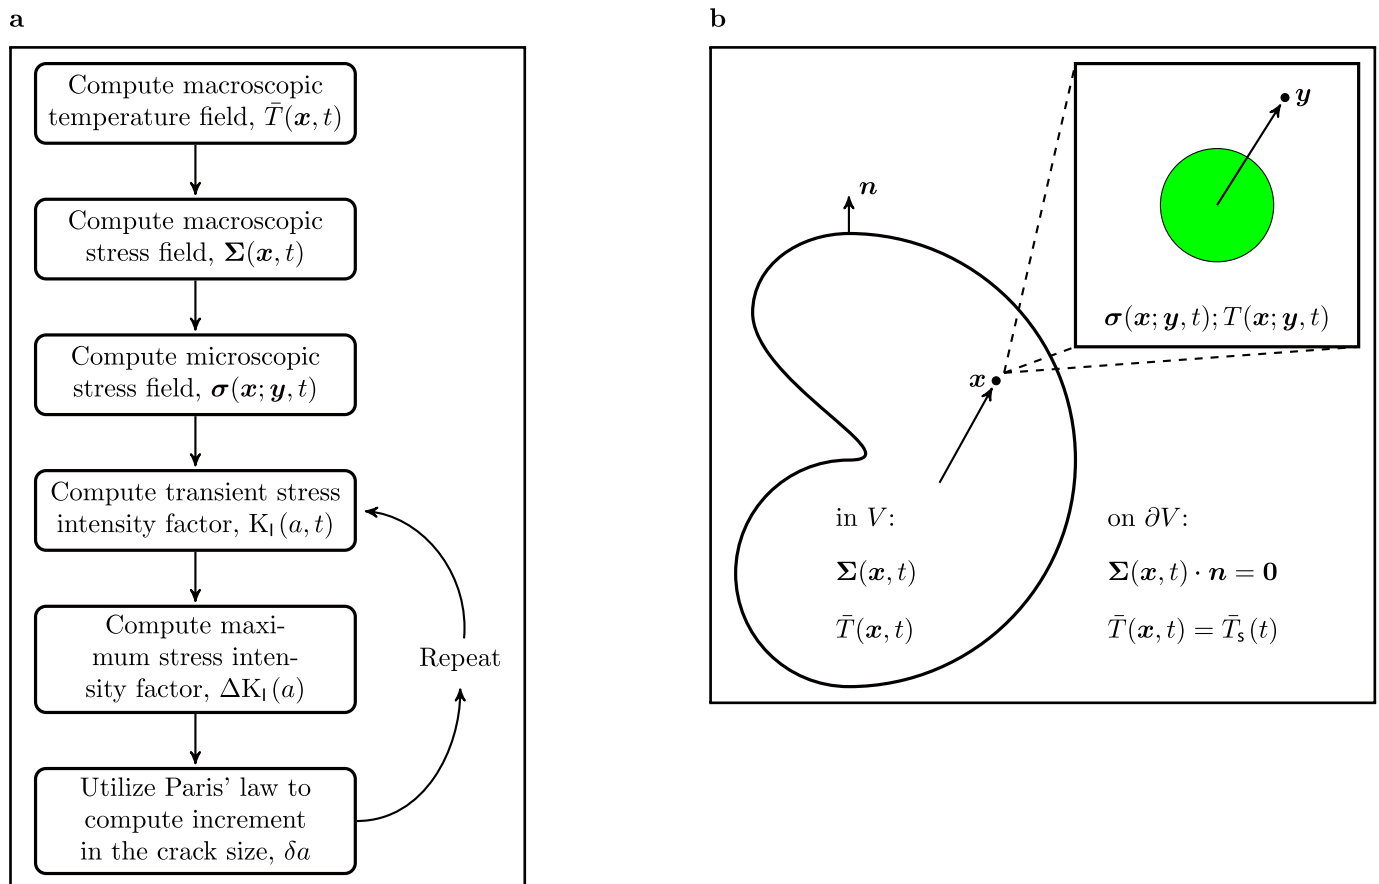 a
Compute macroscopic
temperature field, T̄(x, t)
Compute macroscopic
stress field, Σ(x, t)
Compute microscopic
stress field, σ(x; y, t)
Compute transient stress
intensity factor, K_I(a, t)
Compute maxi-
mum stress inten-
sity factor, ΔK_I(a)
Utilize Paris’ law to
compute increment
in the crack size, δa
Repeat
b
n
y
σ(x; y, t); T(x; y, t)
x
in V:
Σ(x, t)
T̄(x, t)
on ∂V:
Σ(x, t) · n = 0
T̄(x, t) = T̄_s(t)